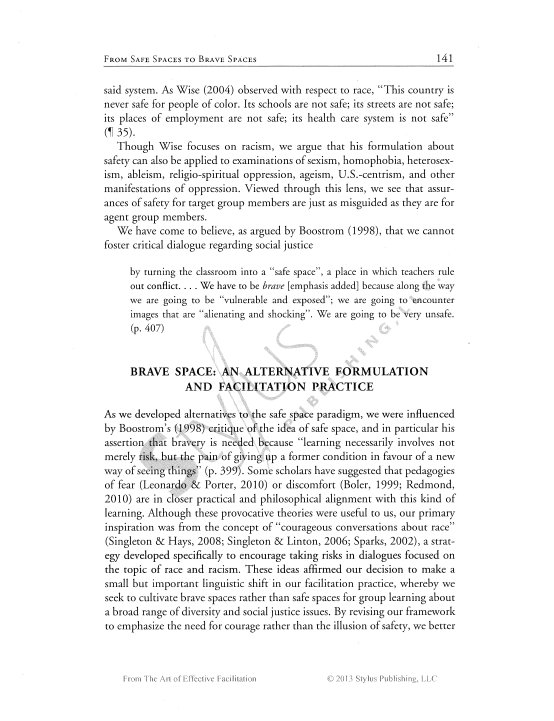 FROM SAFE SPACES TO BRAVE SPACES 141
said system. As Wise (2004) observed with respect to race, “This country is
never safe for people of color. Its schools are not safe; its streets are not safe;
its places of employment are not safe; its health care system is not safe”
(¶ 35).
Though Wise focuses on racism, we argue that his formulation about
safety can also be applied to examinations of sexism, homophobia, heterosex-
ism, ableism, religio-spiritual oppression, ageism, U.S.-centrism, and other
manifestations of oppression. Viewed through this lens, we see that assur-
ances of safety for target group members are just as misguided as they are for
agent group members.
We have come to believe, as argued by Boostrom (1998), that we cannot
foster critical dialogue regarding social justice
by turning the classroom into a “safe space”, a place in which teachers rule
out conflict. . . . We have to be brave [emphasis added] because along the way
we are going to be “vulnerable and exposed”; we are going to encounter
images that are “alienating and shocking”. We are going to be very unsafe.
(p. 407)
BRAVE SPACE: AN ALTERNATIVE FORMULATION
AND FACILITATION PRACTICE
As we developed alternatives to the safe space paradigm, we were influenced
by Boostrom’s (1998) critique of the idea of safe space, and in particular his
assertion that bravery is needed because “learning necessarily involves not
merely risk, but the pain of giving up a former condition in favour of a new
way of seeing things” (p. 399). Some scholars have suggested that pedagogies
of fear (Leonardo & Porter, 2010) or discomfort (Boler, 1999; Redmond,
2010) are in closer practical and philosophical alignment with this kind of
learning. Although these provocative theories were useful to us, our primary
inspiration was from the concept of “courageous conversations about race”
(Singleton & Hays, 2008; Singleton & Linton, 2006; Sparks, 2002), a strat-
egy developed specifically to encourage taking risks in dialogues focused on
the topic of race and racism. These ideas affirmed our decision to make a
small but important linguistic shift in our facilitation practice, whereby we
seek to cultivate brave spaces rather than safe spaces for group learning about
a broad range of diversity and social justice issues. By revising our framework
to emphasize the need for courage rather than the illusion of safety, we better
From The Art of Effective Facilitation © 2013 Stylus Publishing, LLC